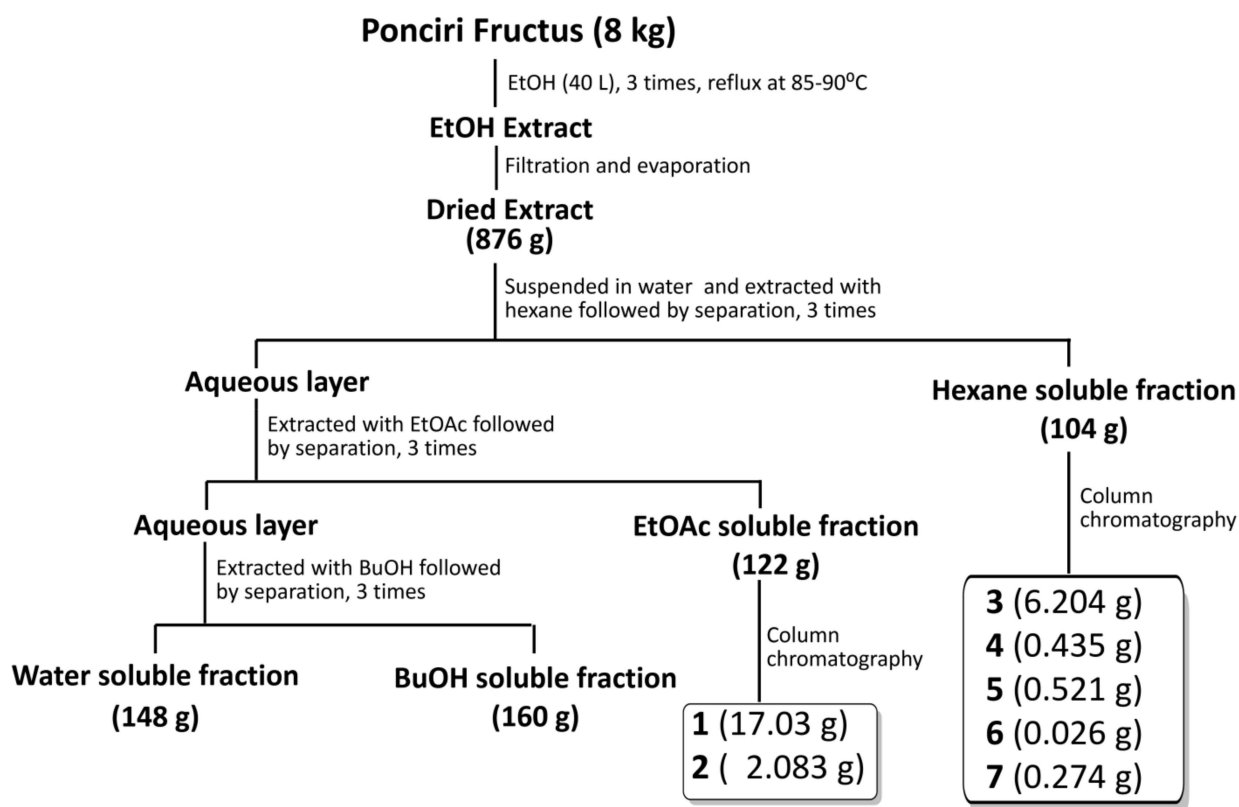 Ponciri Fructus (8 kg)
EtOH (40 L), 3 times, reflux at 85-90⁰C
EtOH Extract
Filtration and evaporation
Dried Extract
(876 g)
Suspended in water and extracted with
hexane followed by separation, 3 times
Aqueous layer
Extracted with EtOAc followed
by separation, 3 times
Hexane soluble fraction
(104 g)
Column
chromatography
Aqueous layer
Extracted with BuOH followed
by separation, 3 times
EtOAc soluble fraction
(122 g)
Column
chromatography
Water soluble fraction
(148 g)
BuOH soluble fraction
(160 g)
1 (17.03 g)
2 ( 2.083 g)
3 (6.204 g)
4 (0.435 g)
5 (0.521 g)
6 (0.026 g)
7 (0.274 g)